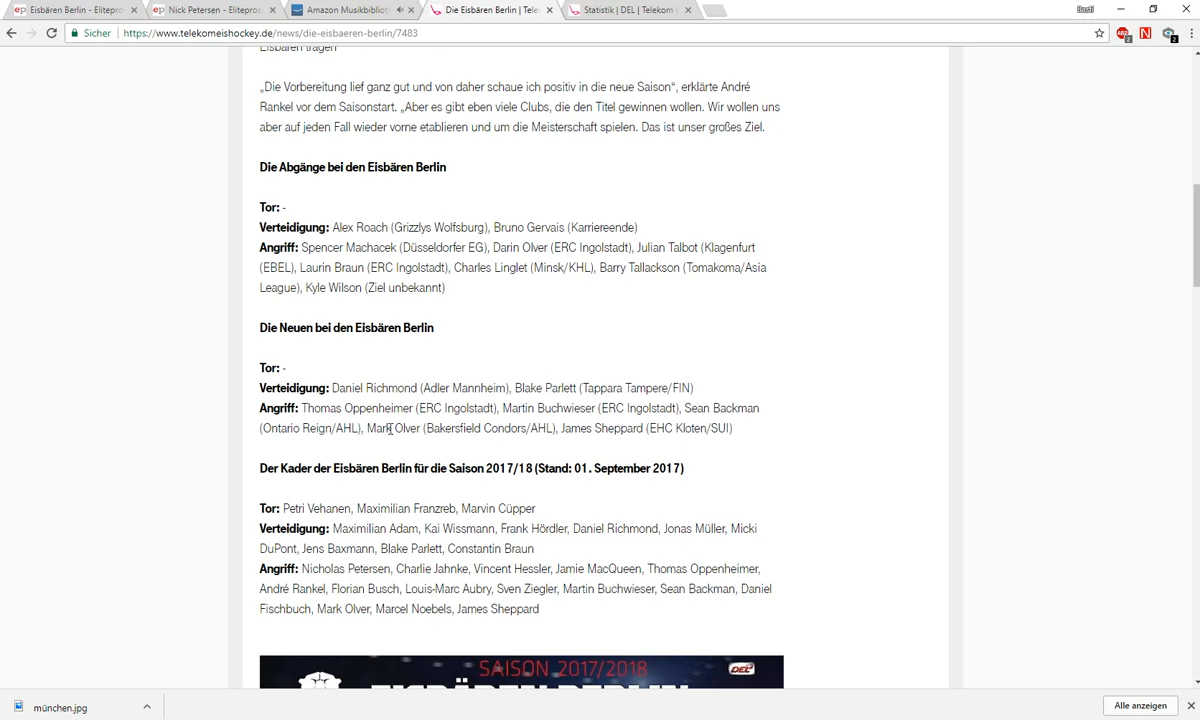 Eisbären Berlin - Elitepros
Nick Petersen - Elitepros
Amazon Musikbiblioti
Die Eisbären Berlin | Tele
Statistik | DEL | Telekom
Basti
Sicher
https://www.telekomeishockey.de/news/die-eisbaeren-berlin/7483
Eisbären tragen
„Die Vorbereitung lief ganz gut und von daher schaue ich positiv in die neue Saison“, erklärte André
Rankel vor dem Saisonstart. „Aber es gibt eben viele Clubs, die den Titel gewinnen wollen. Wir wollen uns
aber auf jeden Fall wieder vorne etablieren und um die Meisterschaft spielen. Das ist unser großes Ziel.
Die Abgänge bei den Eisbären Berlin
Tor: -
Verteidigung: Alex Roach (Grizzlys Wolfsburg), Bruno Gervais (Karriereende)
Angriff: Spencer Machacek (Düsseldorfer EG), Darin Olver (ERC Ingolstadt), Julian Talbot (Klagenfurt
(EBEL), Laurin Braun (ERC Ingolstadt), Charles Linglet (Minsk/KHL), Barry Tallackson (Tomakoma/Asia
League), Kyle Wilson (Ziel unbekannt)
Die Neuen bei den Eisbären Berlin
Tor: -
Verteidigung: Daniel Richmond (Adler Mannheim), Blake Parlett (Tappara Tampere/FIN)
Angriff: Thomas Oppenheimer (ERC Ingolstadt), Martin Buchwieser (ERC Ingolstadt), Sean Backman
(Ontario Reign/AHL), Mark Olver (Bakersfield Condors/AHL), James Sheppard (EHC Kloten/SUI)
Der Kader der Eisbären Berlin für die Saison 2017/18 (Stand: 01. September 2017)
Tor: Petri Vehanen, Maximilian Franzreb, Marvin Cüpper
Verteidigung: Maximilian Adam, Kai Wissmann, Frank Hördler, Daniel Richmond, Jonas Müller, Micki
DuPont, Jens Baxmann, Blake Parlett, Constantin Braun
Angriff: Nicholas Petersen, Charlie Jahnke, Vincent Hessler, Jamie MacQueen, Thomas Oppenheimer,
André Rankel, Florian Busch, Louis-Marc Aubry, Sven Ziegler, Martin Buchwieser, Sean Backman, Daniel
Fischbuch, Mark Olver, Marcel Noebels, James Sheppard
SAISON 2017/2018
DEL
EISBÄREN BERLIN
münchen.jpg
Alle anzeigen